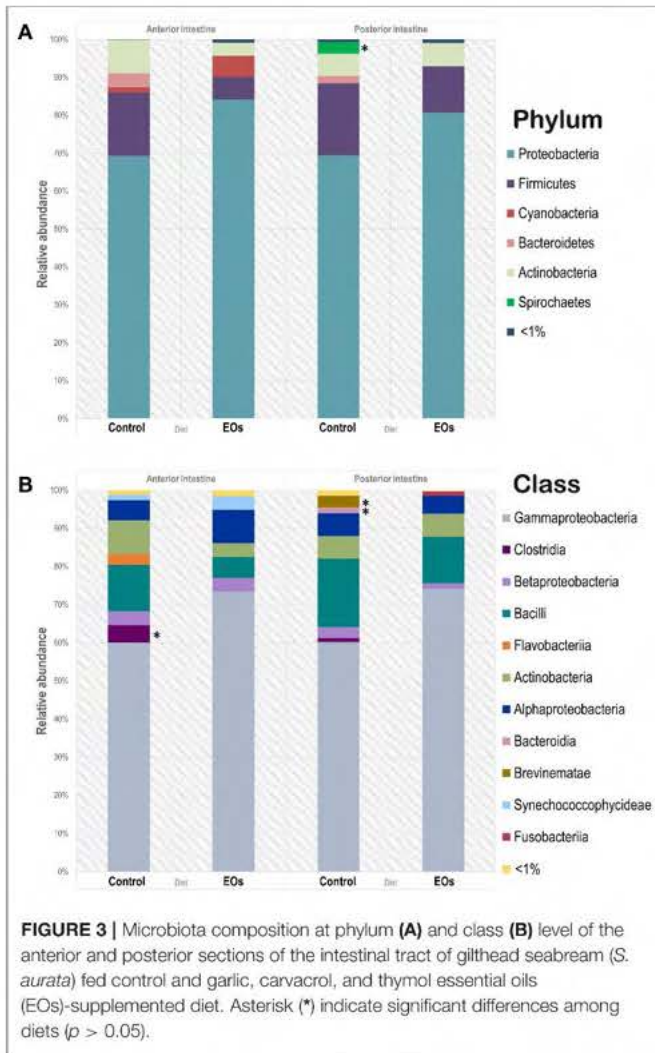 A
Anterior intestine
Posterior intestine
100%
90%
80%
70%
60%
50%
40%
30%
20%
10%
0%
Relative abundance
*
Control
Diet
EOs
Control
Diet
EOs
Phylum
Proteobacteria
Firmicutes
Cyanobacteria
Bacteroidetes
Actinobacteria
Spirochaetes
<1%
B
Anterior intestine
Posterior intestine
100%
90%
80%
70%
60%
50%
40%
30%
20%
10%
0%
Relative abundance
*
*
*
Control
Diet
EOs
Control
Diet
EOs
Class
Gammaproteobacteria
Clostridia
Betaproteobacteria
Bacilli
Flavobacteriia
Actinobacteria
Alphaproteobacteria
Bacteroidia
Brevinematae
Synechococcophycideae
Fusobacteriia
<1%
FIGURE 3 | Microbiota composition at phylum (A) and class (B) level of the
anterior and posterior sections of the intestinal tract of gilthead seabream (S.
aurata) fed control and garlic, carvacrol, and thymol essential oils
(EOs)-supplemented diet. Asterisk (*) indicate significant differences among
diets (p > 0.05).